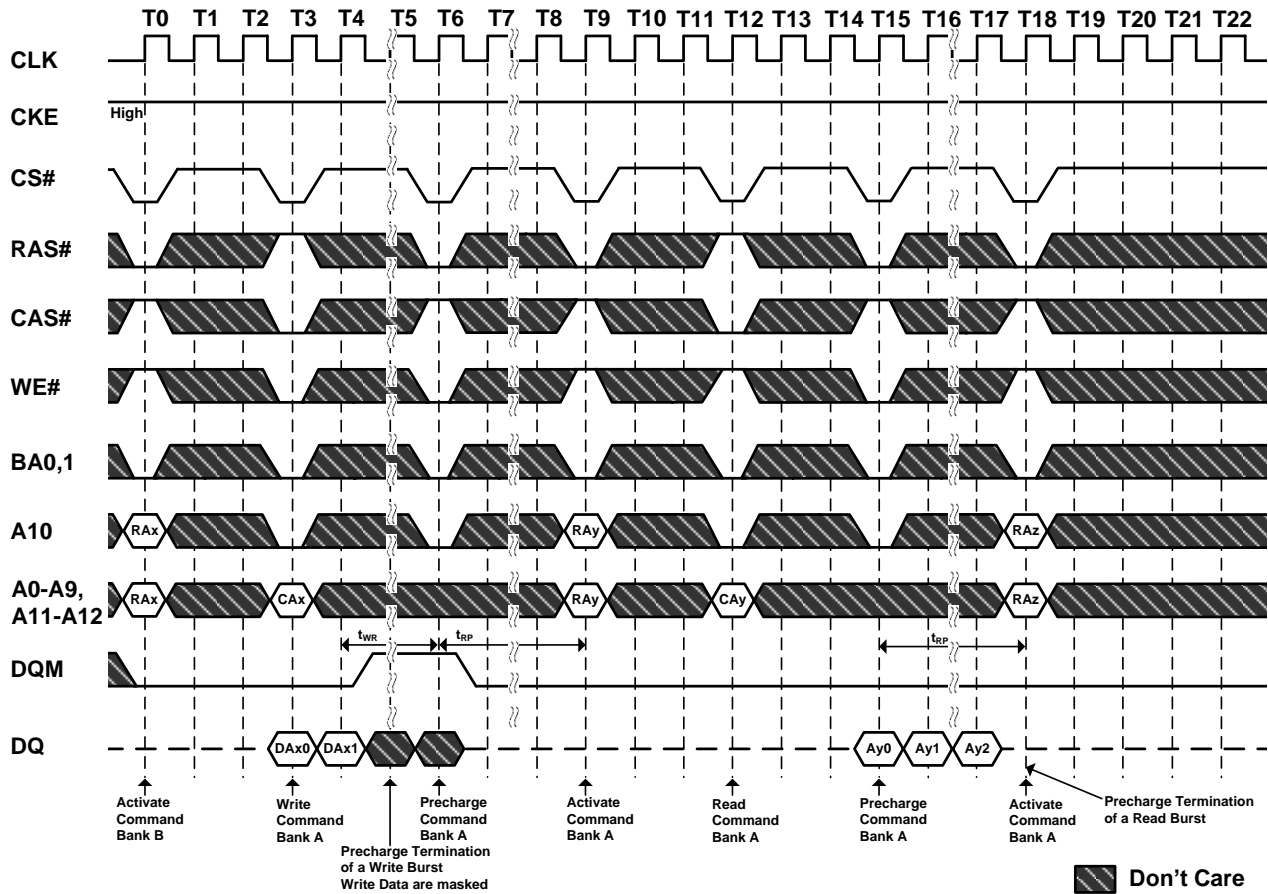 T0 T1 T2 T3 T4 T5 T6 T7 T8 T9 T10 T11 T12 T13 T14 T15 T16 T17 T18 T19 T20 T21 T22
CLK
CKE
High
CS#
RAS#
CAS#
WE#
BA0,1
A10
RAx RAy RAz
A0-A9,
A11-A12
RAx CAx RAy CAy RAz
tWR tRP tRP
DQM
DQ
DAx0 DAx1 Ay0 Ay1 Ay2
Activate
Command
Bank B
Write
Command
Bank A
Precharge Termination
of a Write Burst
Write Data are masked
Precharge
Command
Bank A
Activate
Command
Bank A
Read
Command
Bank A
Precharge
Command
Bank A
Activate
Command
Bank A
Precharge Termination
of a Read Burst
Don't Care